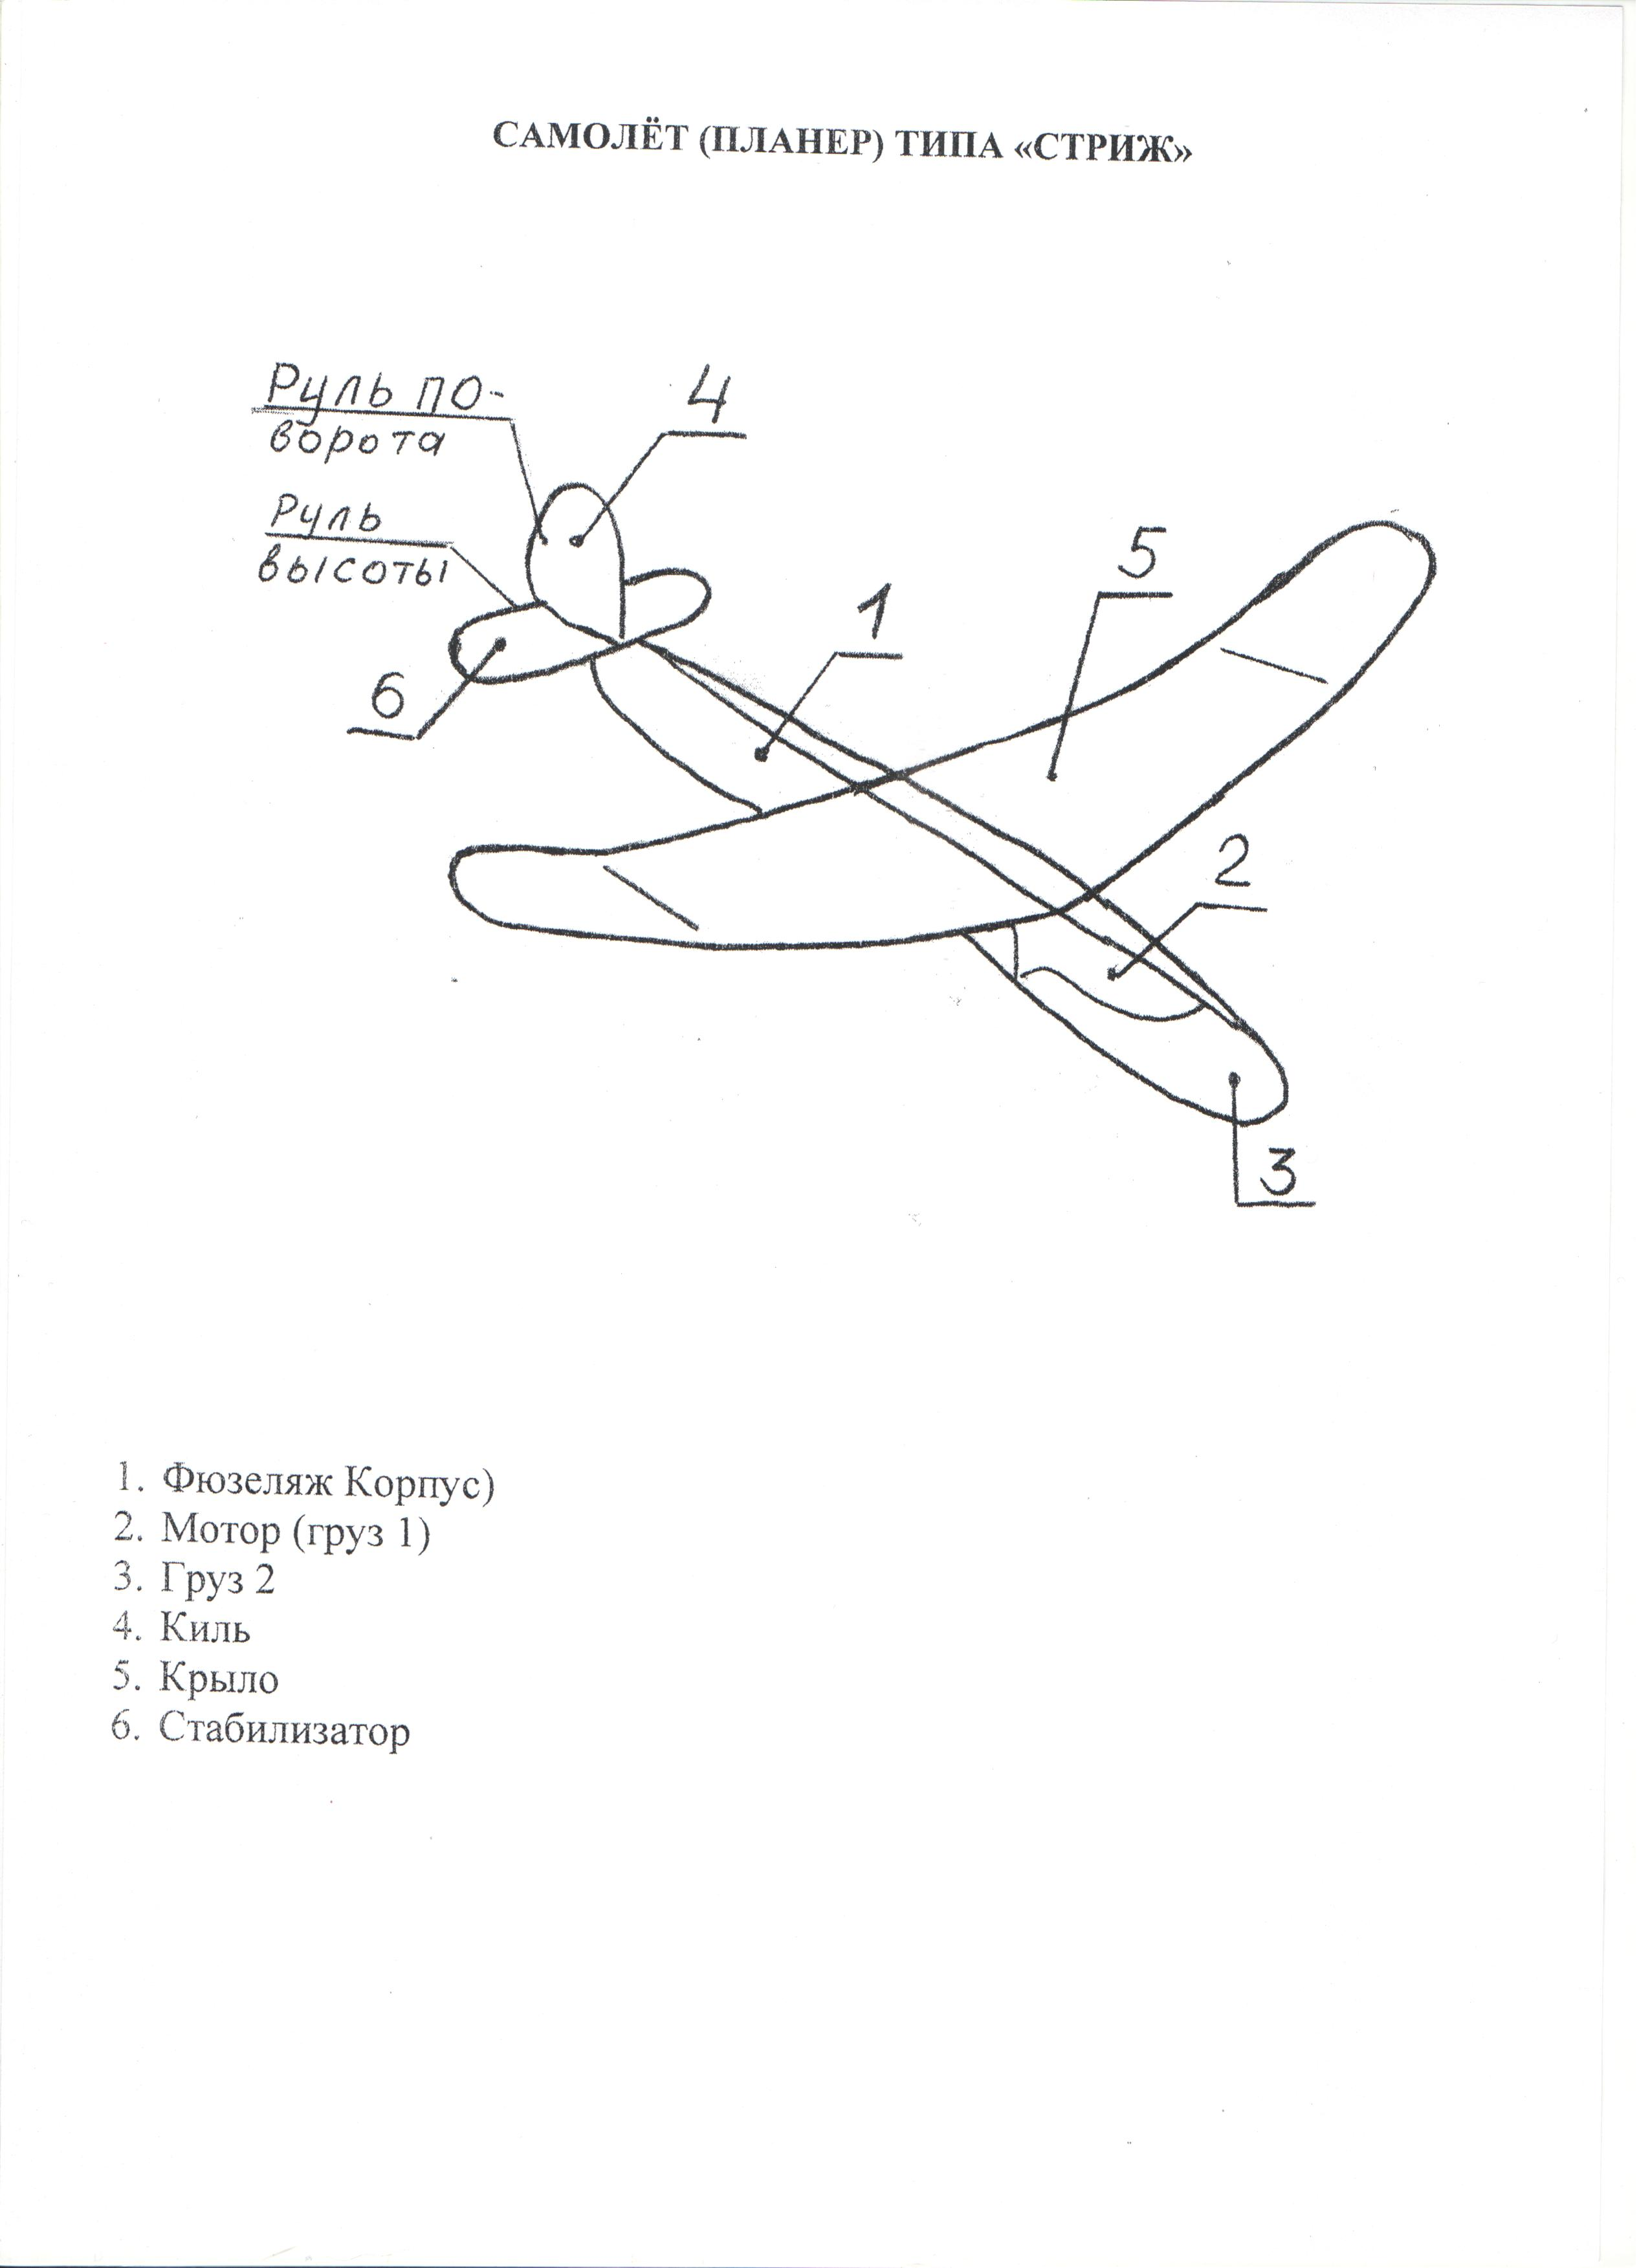 САМОЛЁТ (ПЛАНЕР) ТИПА «СТРИЖ»
Руль по-
ворота
4
Руль
высоты
5
1
6
2
3
1. Фюзеляж Корпус)
2. Мотор (груз 1)
3. Груз 2
4. Киль
5. Крыло
6. Стабилизатор